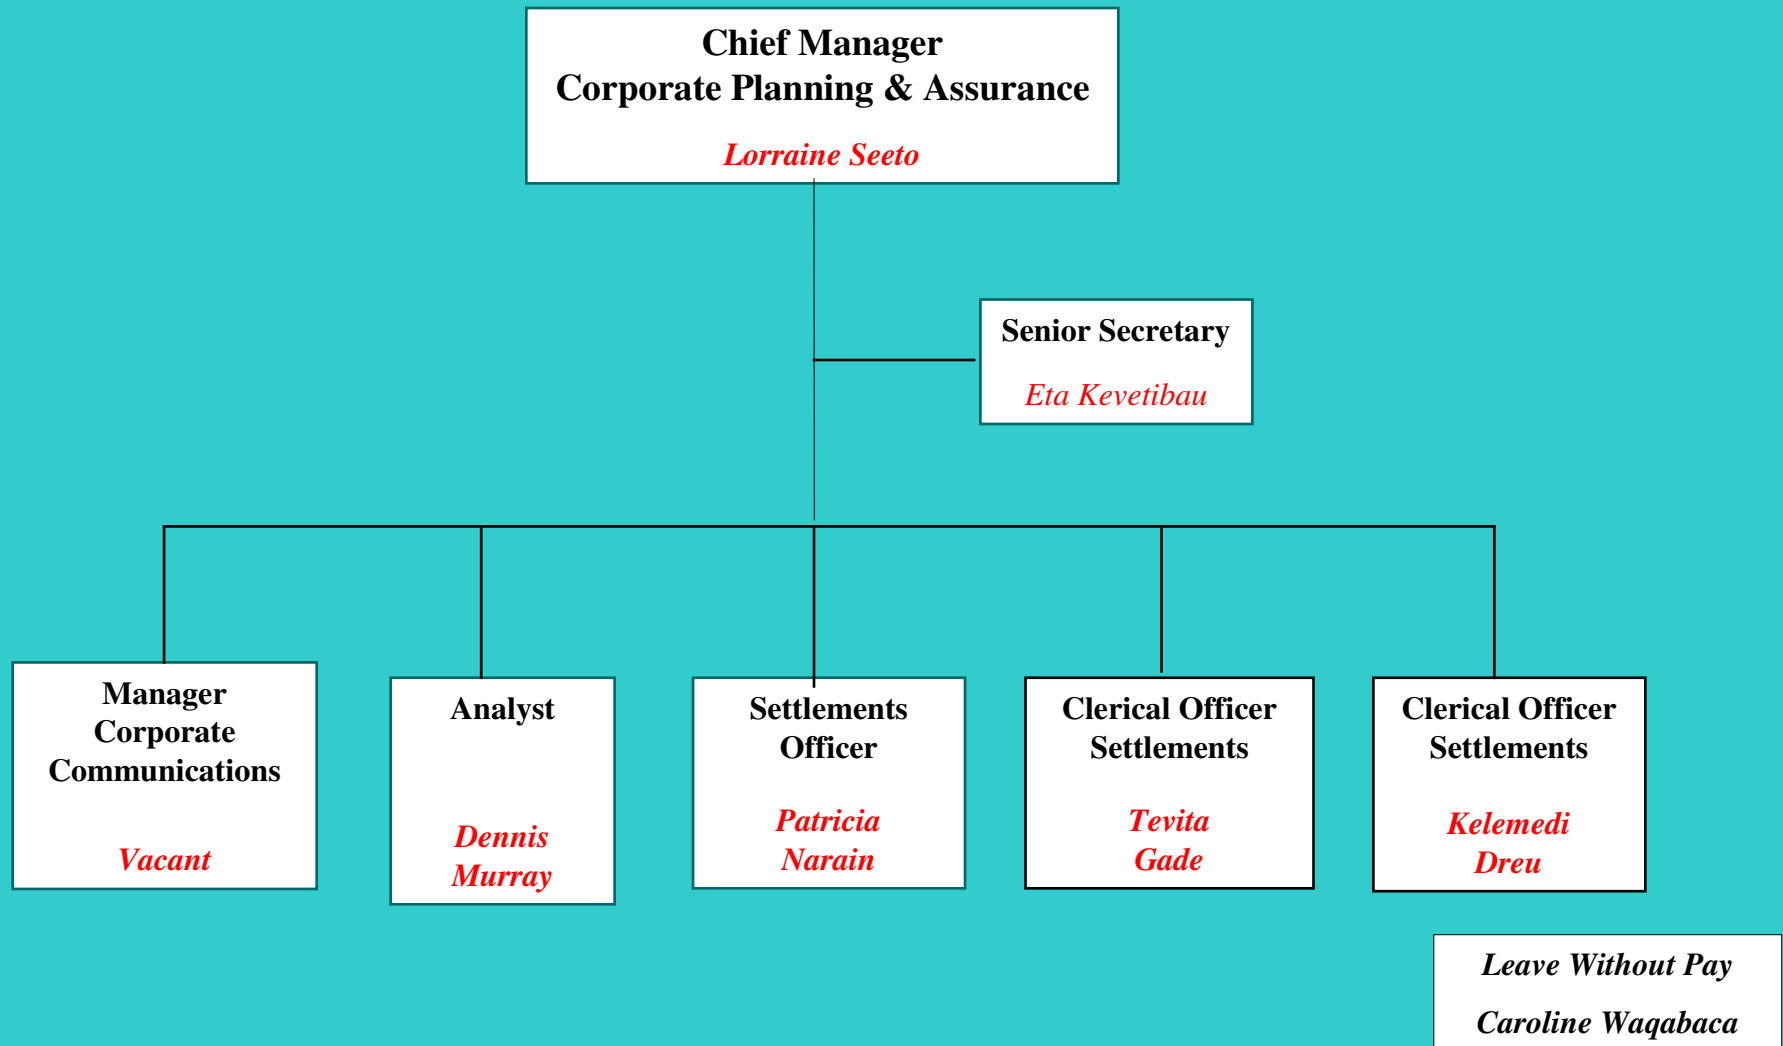 Chief Manager
Corporate Planning & Assurance
Lorraine Seeto
Senior Secretary
Eta Kevetibau
Manager
Corporate
Communications
Vacant
Analyst
Dennis
Murray
Settlements
Officer
Patricia
Narain
Clerical Officer
Settlements
Tevita
Gade
Clerical Officer
Settlements
Kelemedi
Dreu
Leave Without Pay
Caroline Waqabaca